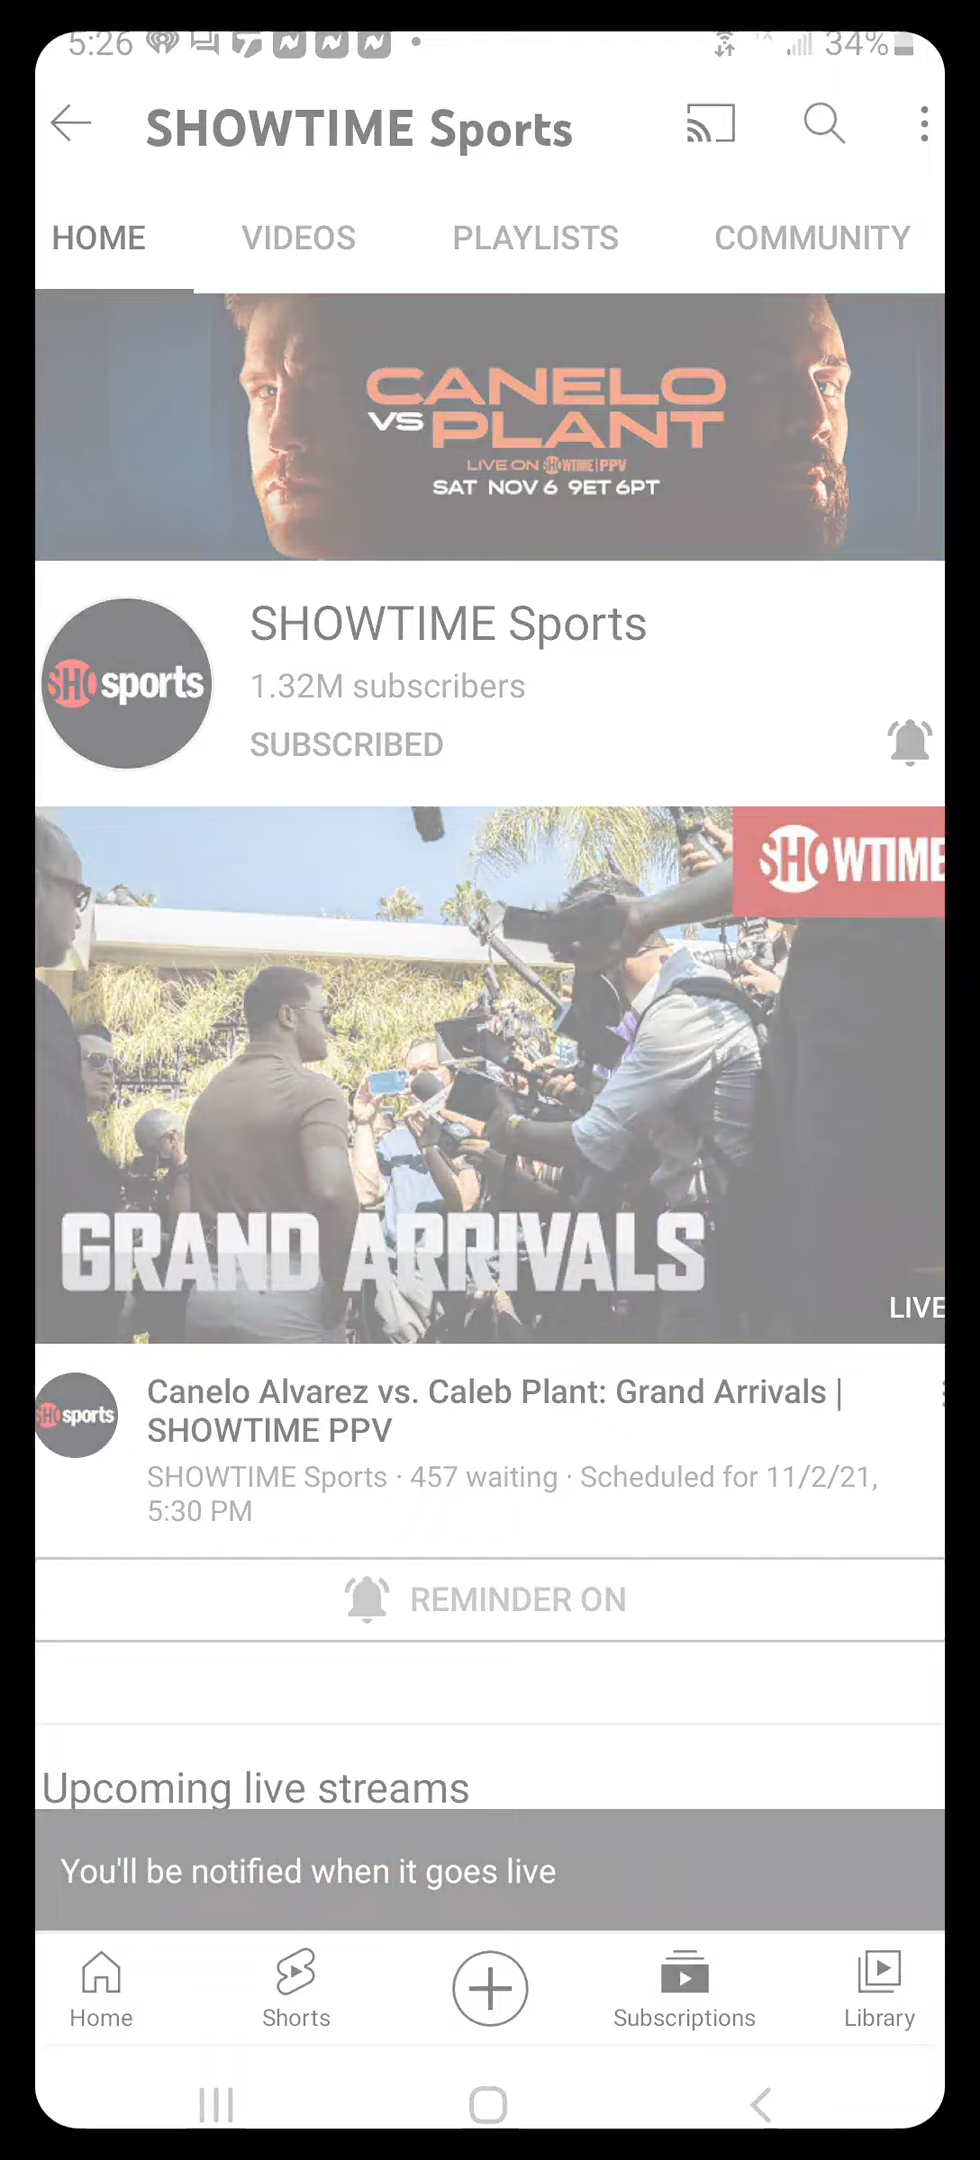 5:26
34%
SHOWTIME Sports
HOME VIDEOS PLAYLISTS COMMUNITY
CANELO
VS PLANT
LIVE ON SHOWTIME | PPV
SAT NOV 6 9ET 6PT
SHO sports
SHOWTIME Sports
1.32M subscribers
SUBSCRIBED
SHOWTIME
GRAND ARRIVALS
LIVE
SHO sports
Canelo Alvarez vs. Caleb Plant: Grand Arrivals |
SHOWTIME PPV
SHOWTIME Sports · 457 waiting · Scheduled for 11/2/21,
5:30 PM
REMINDER ON
Upcoming live streams
You'll be notified when it goes live
Home Shorts Subscriptions Library